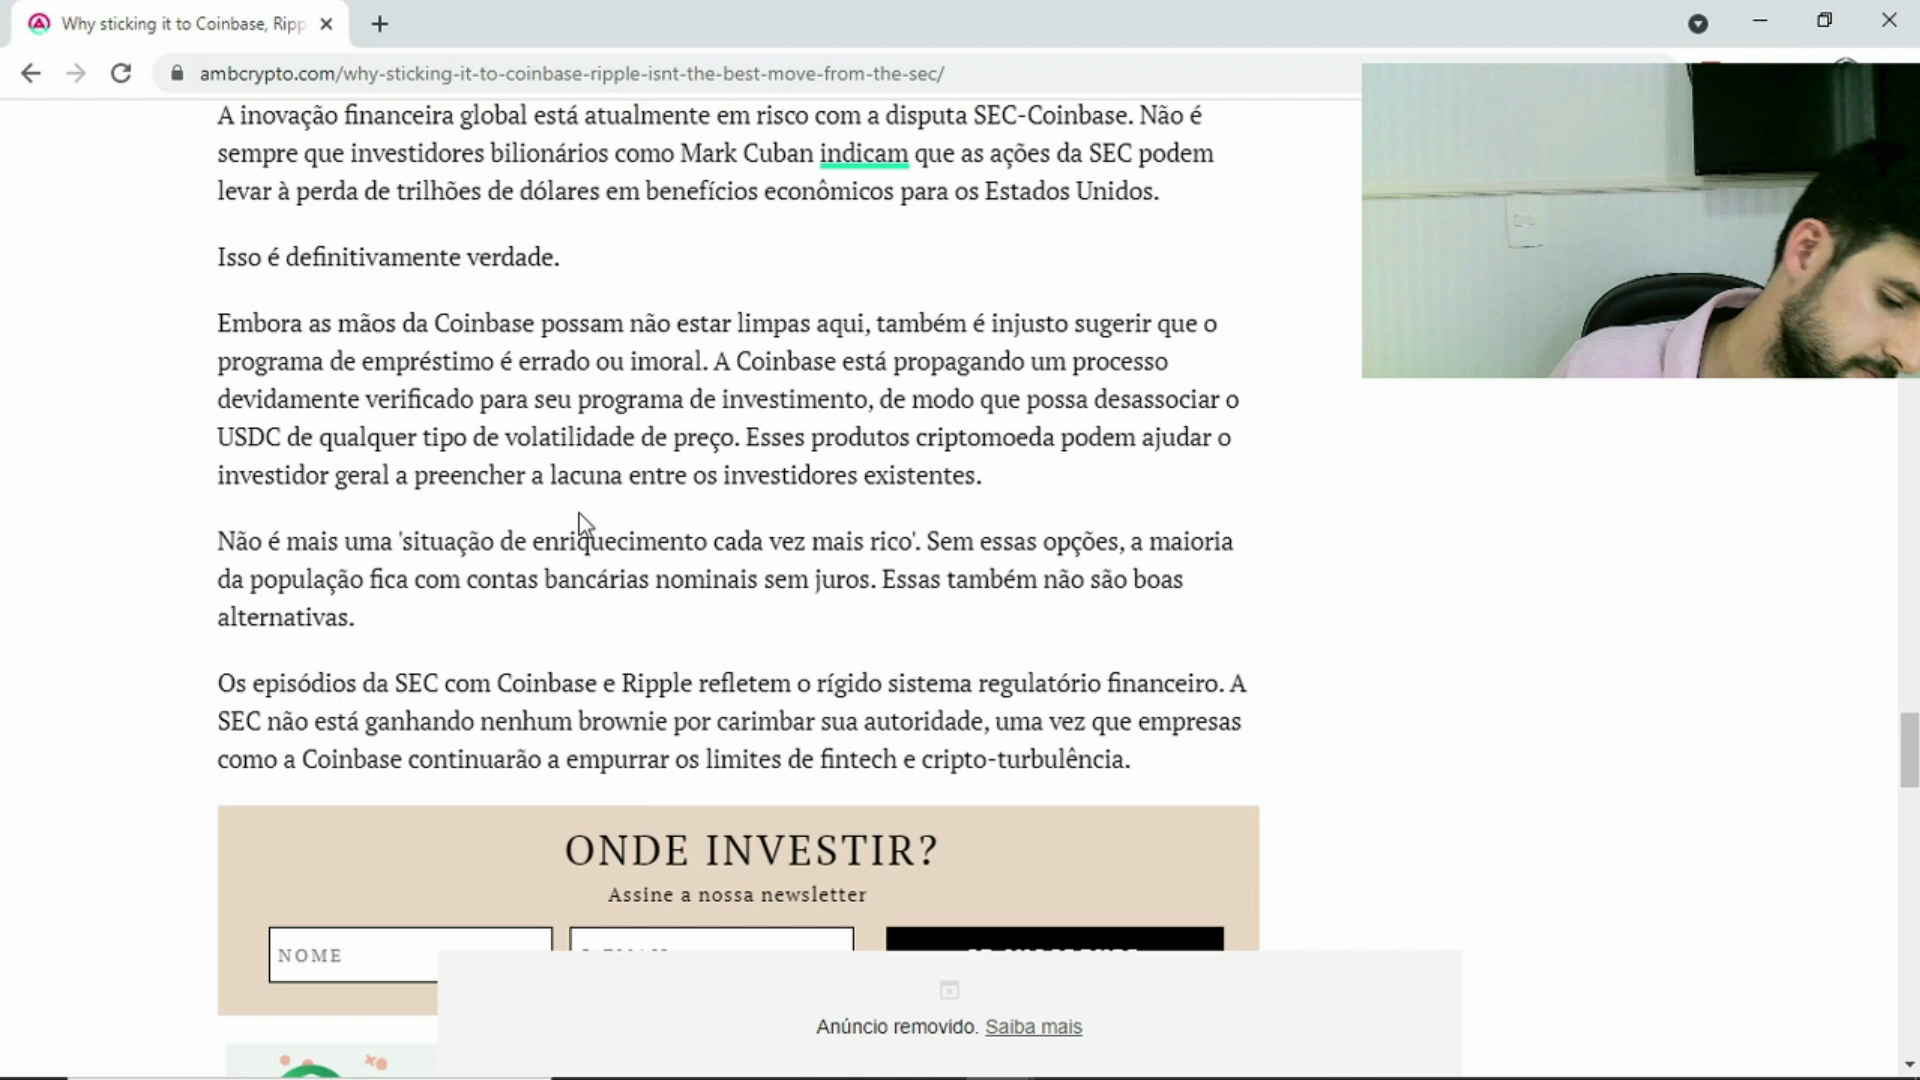 Why sticking it to Coinbase, Ripp
ambcrypto.com/why-sticking-it-to-coinbase-ripple-isnt-the-best-move-from-the-sec/
A inovação financeira global está atualmente em risco com a disputa SEC-Coinbase. Não é
sempre que investidores bilionários como Mark Cuban indicam que as ações da SEC podem
levar à perda de trilhões de dólares em benefícios econômicos para os Estados Unidos.
Isso é definitivamente verdade.
Embora as mãos da Coinbase possam não estar limpas aqui, também é injusto sugerir que o
programa de empréstimo é errado ou imoral. A Coinbase está propagando um processo
devidamente verificado para seu programa de investimento, de modo que possa desassociar o
USDC de qualquer tipo de volatilidade de preço. Esses produtos criptomoeda podem ajudar o
investidor geral a preencher a lacuna entre os investidores existentes.
Não é mais uma 'situação de enriquecimento cada vez mais rico'. Sem essas opções, a maioria
da população fica com contas bancárias nominais sem juros. Essas também não são boas
alternativas.
Os episódios da SEC com Coinbase e Ripple refletem o rígido sistema regulatório financeiro. A
SEC não está ganhando nenhum brownie por carimbar sua autoridade, uma vez que empresas
como a Coinbase continuarão a empurrar os limites de fintech e cripto-turbulência.
ONDE INVESTIR?
Assine a nossa newsletter
NOME
Anúncio removido. Saiba mais